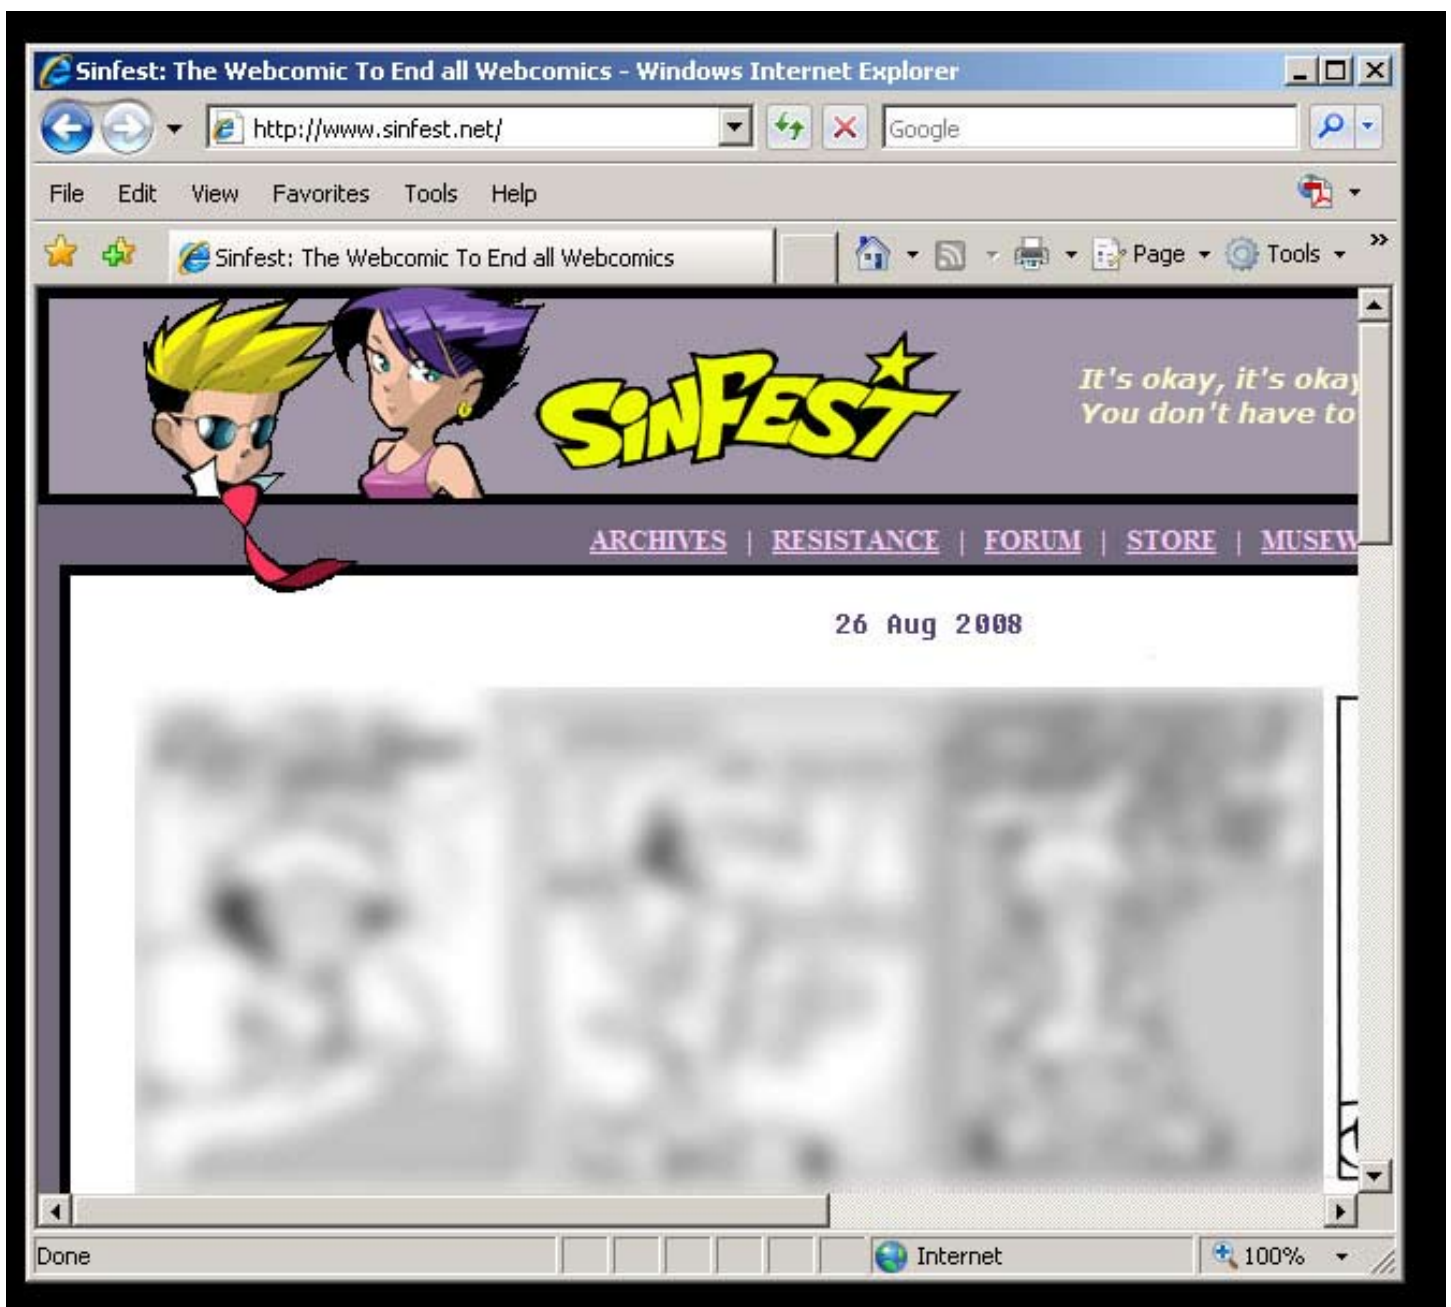 Sinfest: The Webcomic To End all Webcomics - Windows Internet Explorer
http://www.sinfest.net/
Google
File Edit View Favorites Tools Help
Sinfest: The Webcomic To End all Webcomics
Page Tools »
SINFEST
It's okay, it's okay
You don't have to
ARCHIVES | RESISTANCE | FORUM | STORE | MUSEW
26 Aug 2008
Done
Internet
100%